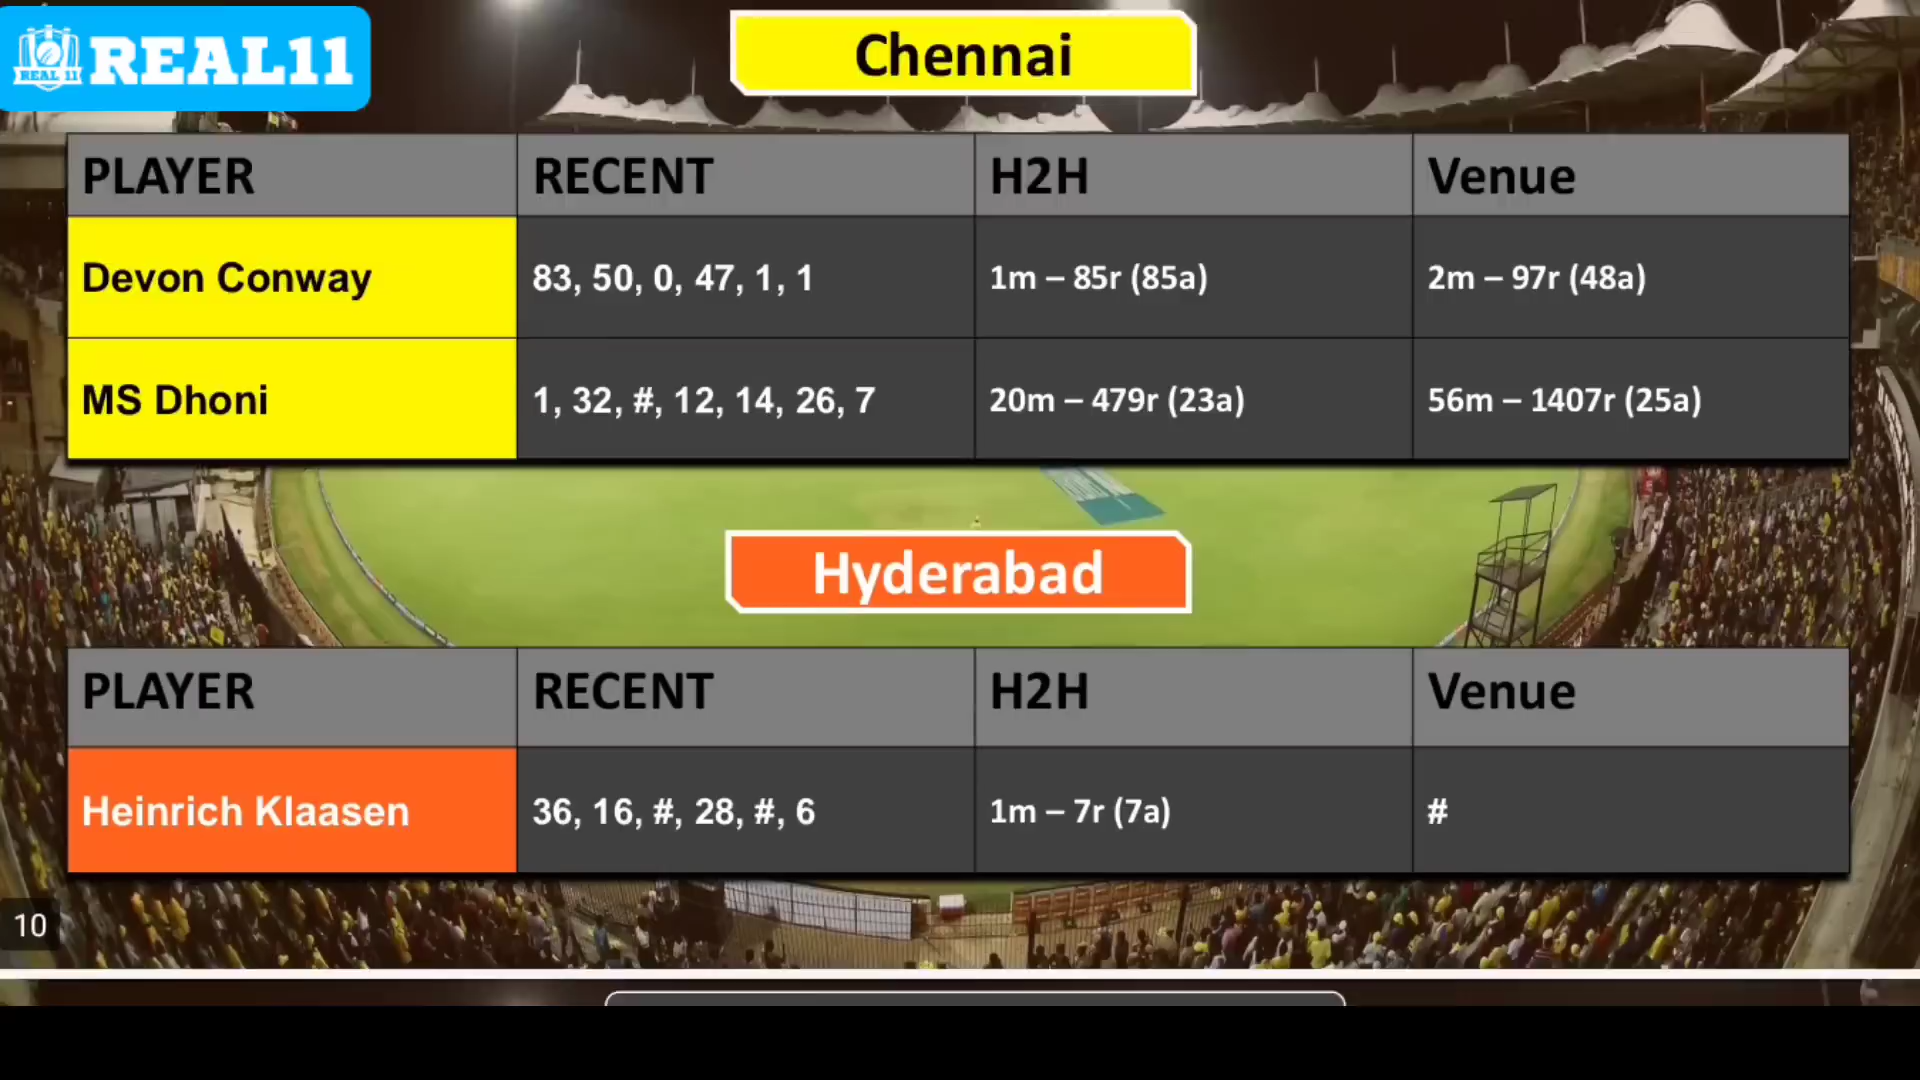 REAL 11 REAL11
Chennai
PLAYER RECENT H2H Venue
Devon Conway 83, 50, 0, 47, 1, 1 1m – 85r (85a) 2m – 97r (48a)
MS Dhoni 1, 32, #, 12, 14, 26, 7 20m – 479r (23a) 56m – 1407r (25a)
Hyderabad
PLAYER RECENT H2H Venue
Heinrich Klaasen 36, 16, #, 28, #, 6 1m – 7r (7a) #
10